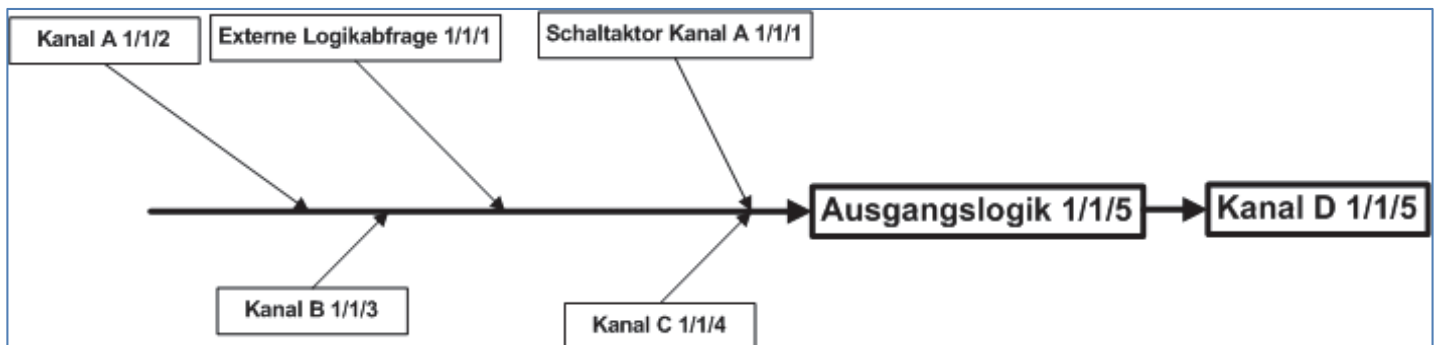 Kanal A 1/1/2
Externe Logikabfrage 1/1/1
Schaltaktor Kanal A 1/1/1
Ausgangslogik 1/1/5
Kanal D 1/1/5
Kanal B 1/1/3
Kanal C 1/1/4